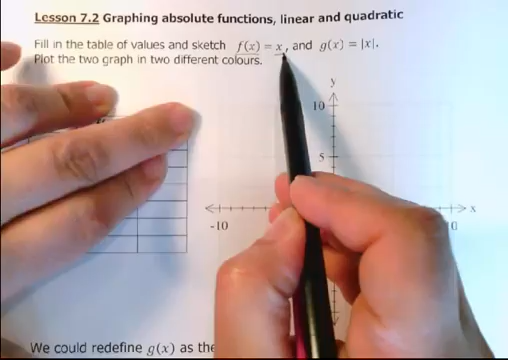 Lesson 7.2 Graphing absolute functions, linear and quadratic
Fill in the table of values and sketch f(x) = x, and g(x) = |x|.
Plot the two graph in two different colours.
y
10
5
x
-10
We could redefine g(x) as the